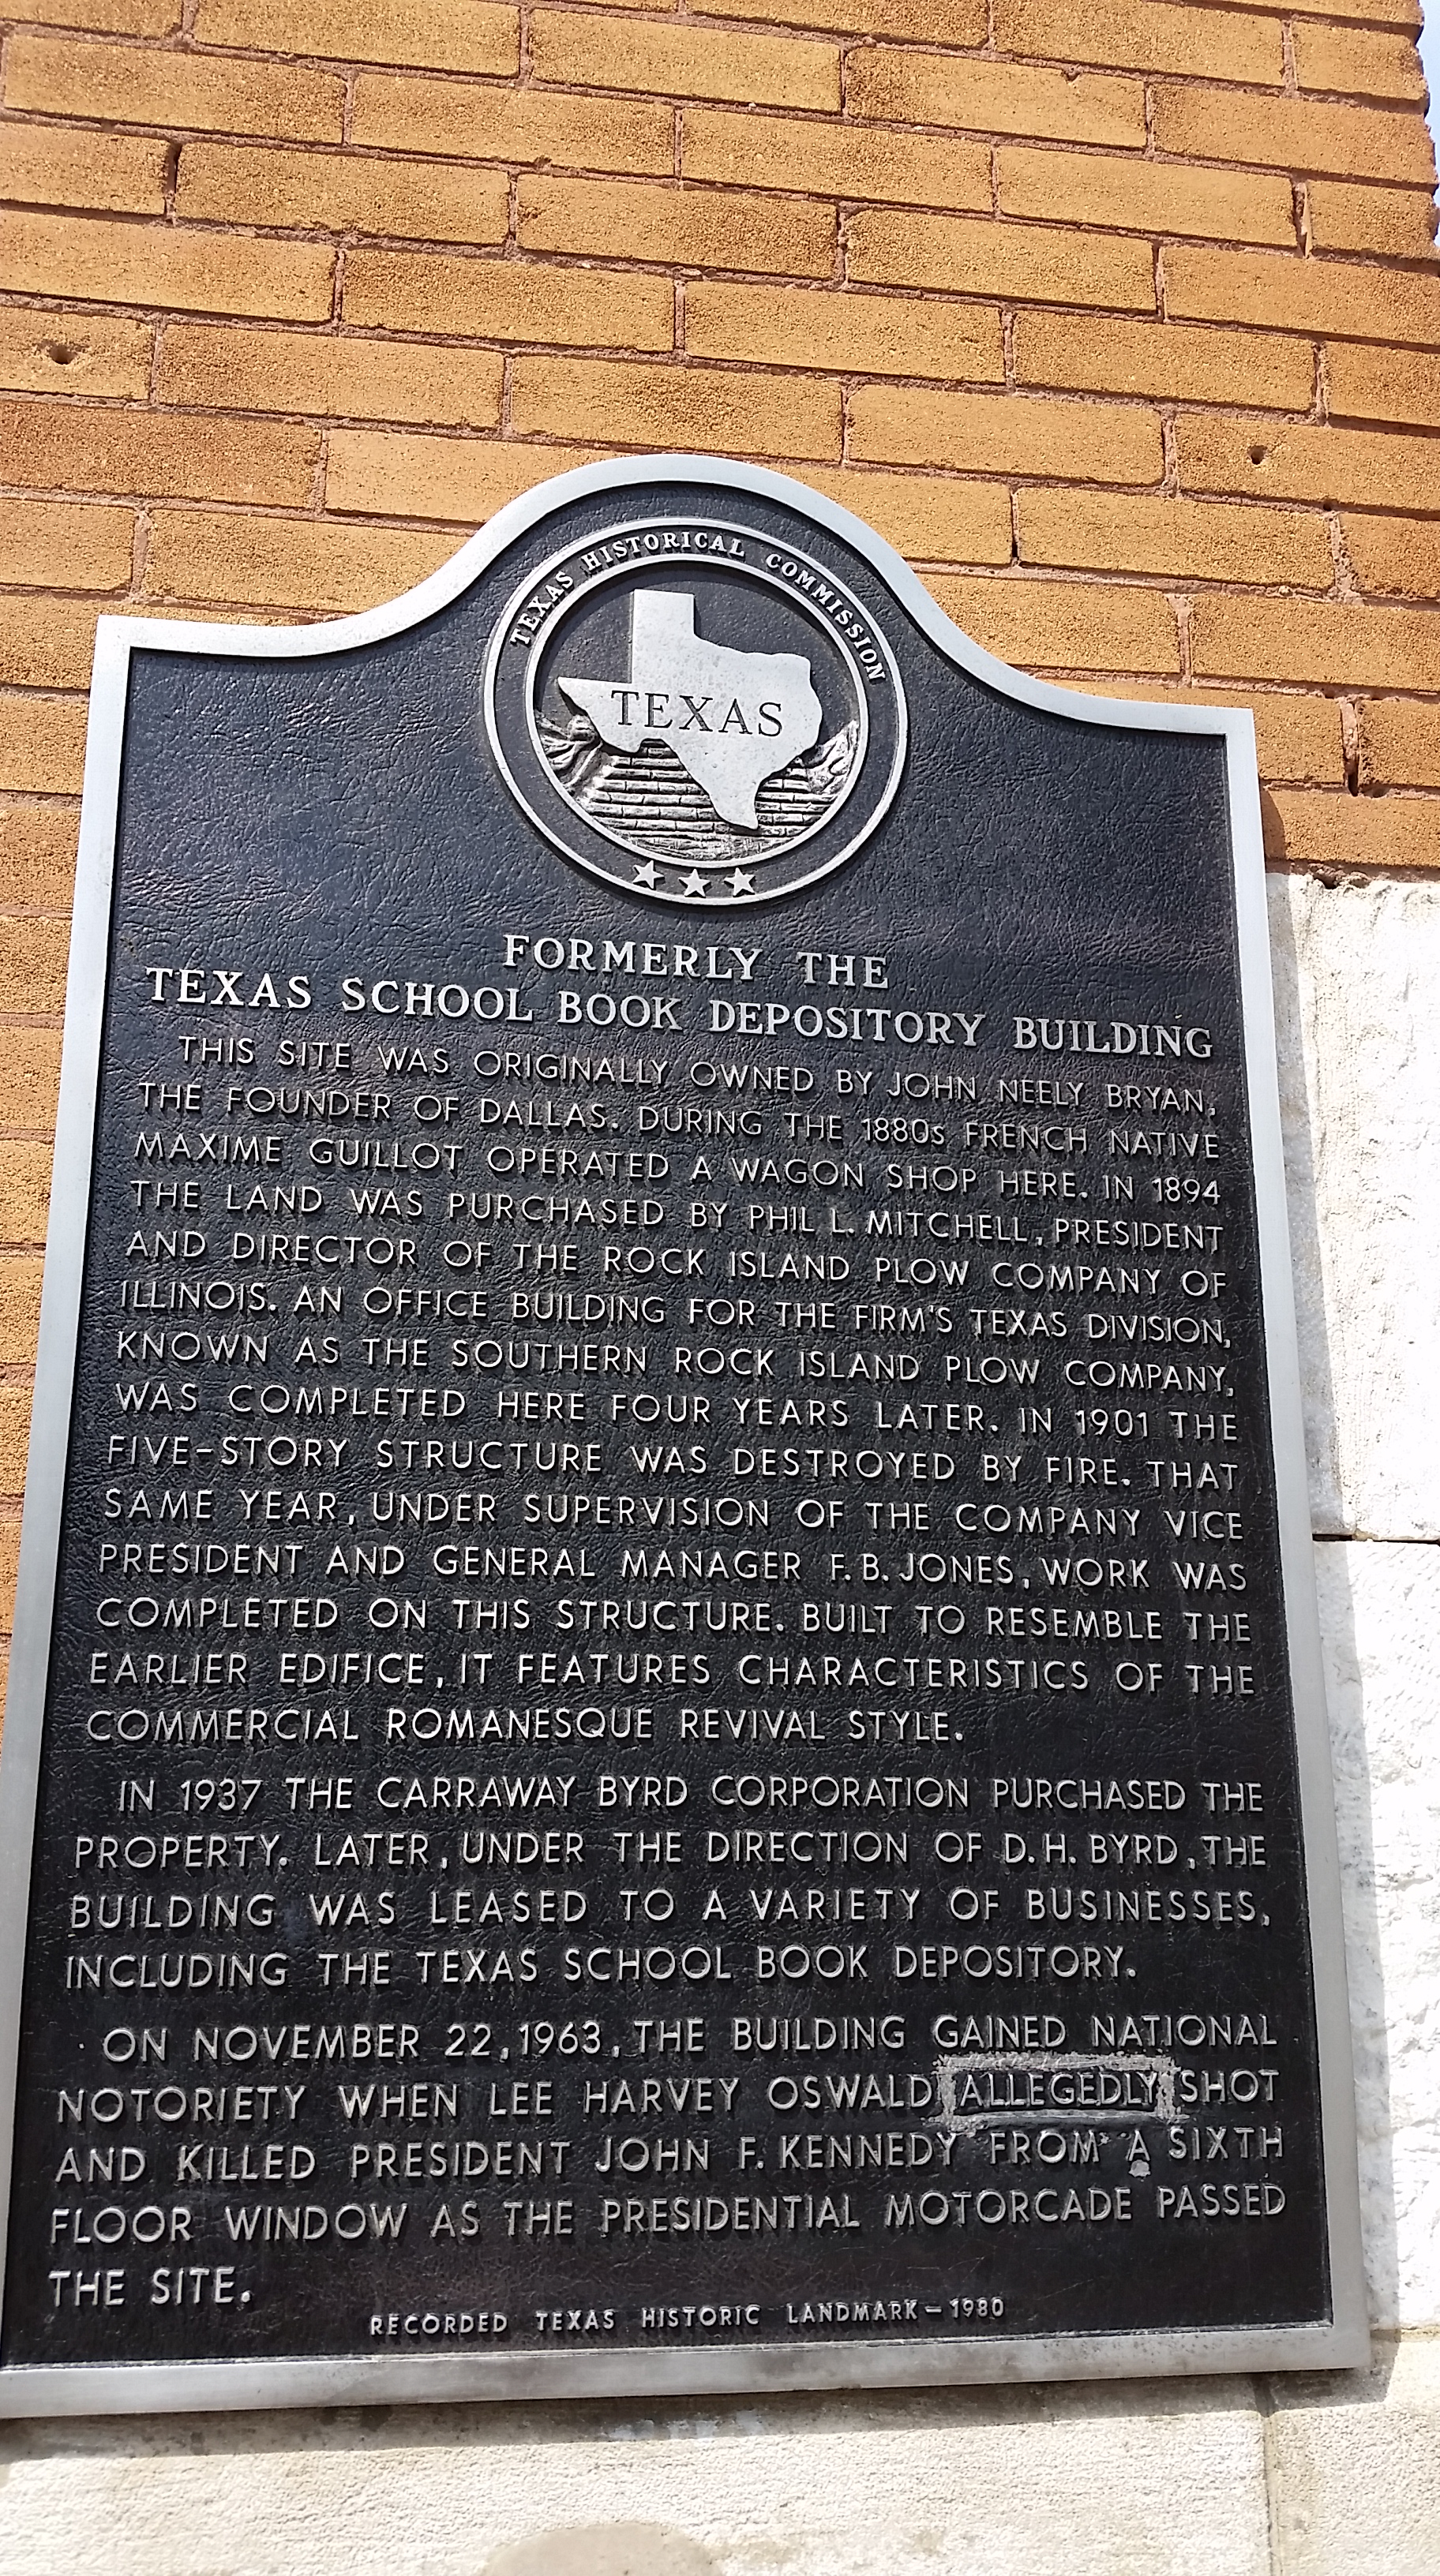 TEXAS HISTORICAL COMMISSION
TEXAS
FORMERLY THE
TEXAS SCHOOL BOOK DEPOSITORY BUILDING
THIS SITE WAS ORIGINALLY OWNED BY JOHN NEELY BRYAN,
THE FOUNDER OF DALLAS. DURING THE 1880s FRENCH NATIVE
MAXIME GUILLOT OPERATED A WAGON SHOP HERE. IN 1894
THE LAND WAS PURCHASED BY PHIL L. MITCHELL, PRESIDENT
AND DIRECTOR OF THE ROCK ISLAND PLOW COMPANY OF
ILLINOIS. AN OFFICE BUILDING FOR THE FIRM'S TEXAS DIVISION,
KNOWN AS THE SOUTHERN ROCK ISLAND PLOW COMPANY,
WAS COMPLETED HERE FOUR YEARS LATER. IN 1901 THE
FIVE-STORY STRUCTURE WAS DESTROYED BY FIRE. THAT
SAME YEAR, UNDER SUPERVISION OF THE COMPANY VICE
PRESIDENT AND GENERAL MANAGER F. B. JONES, WORK WAS
COMPLETED ON THIS STRUCTURE. BUILT TO RESEMBLE THE
EARLIER EDIFICE, IT FEATURES CHARACTERISTICS OF THE
COMMERCIAL ROMANESQUE REVIVAL STYLE.
IN 1937 THE CARRAWAY BYRD CORPORATION PURCHASED THE
PROPERTY. LATER, UNDER THE DIRECTION OF D. H. BYRD, THE
BUILDING WAS LEASED TO A VARIETY OF BUSINESSES,
INCLUDING THE TEXAS SCHOOL BOOK DEPOSITORY.
ON NOVEMBER 22, 1963, THE BUILDING GAINED NATIONAL
NOTORIETY WHEN LEE HARVEY OSWALD ALLEGEDLY SHOT
AND KILLED PRESIDENT JOHN F. KENNEDY FROM A SIXTH
FLOOR WINDOW AS THE PRESIDENTIAL MOTORCADE PASSED
THE SITE.
RECORDED TEXAS HISTORIC LANDMARK – 1980